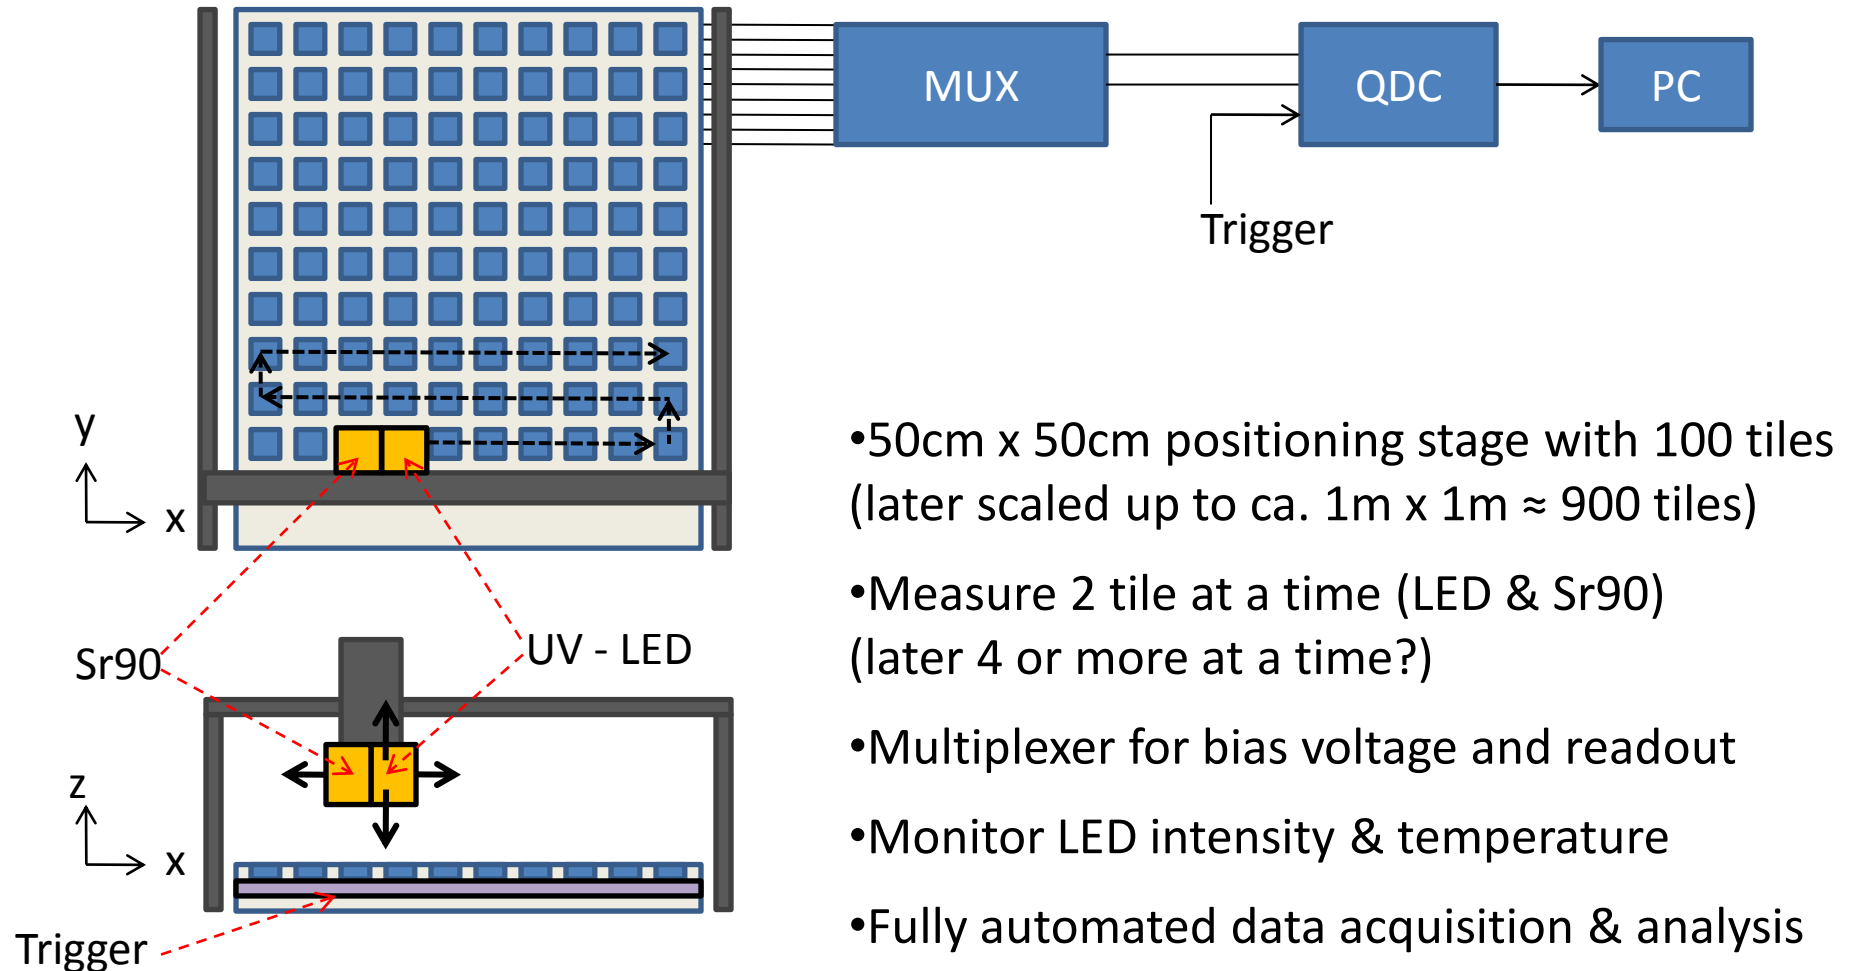 MUX
QDC
PC
Trigger
y
x
Sr90
UV - LED
z
x
Trigger
•50cm x 50cm positioning stage with 100 tiles
(later scaled up to ca. 1m x 1m ≈ 900 tiles)
•Measure 2 tile at a time (LED & Sr90)
(later 4 or more at a time?)
•Multiplexer for bias voltage and readout
•Monitor LED intensity & temperature
•Fully automated data acquisition & analysis